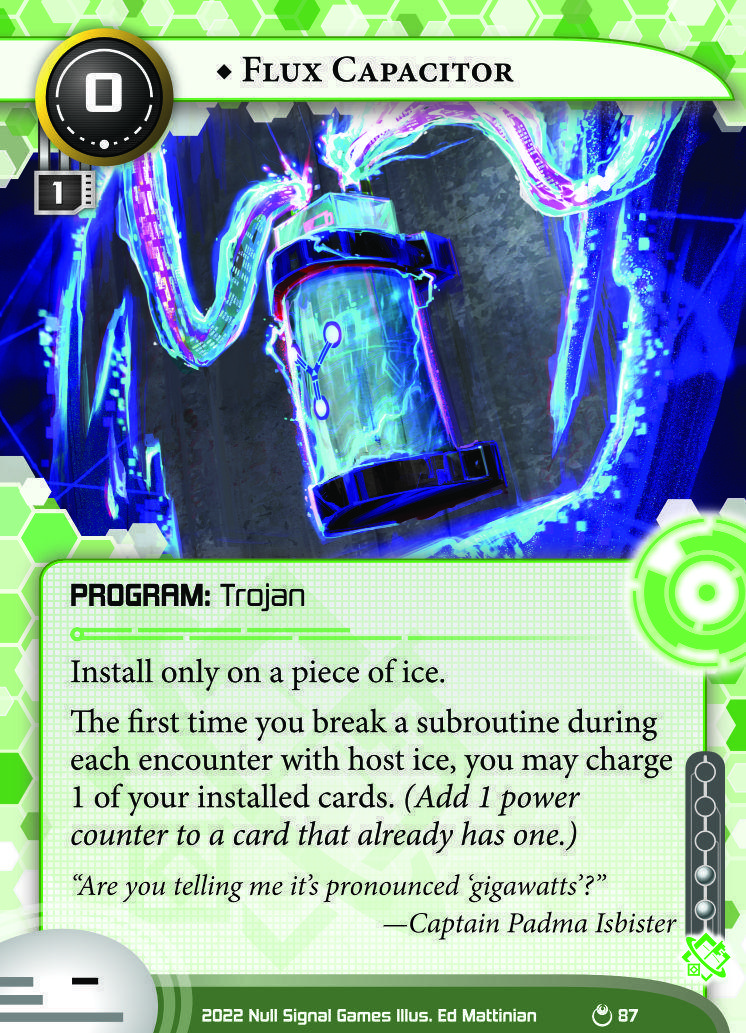 0
◆ Flux Capacitor
1
PROGRAM: Trojan
Install only on a piece of ice.
The first time you break a subroutine during
each encounter with host ice, you may charge
1 of your installed cards. (Add 1 power
counter to a card that already has one.)
“Are you telling me it’s pronounced ‘gigawatts’?”
—Captain Padma Isbister
-
2022 Null Signal Games Illus. Ed Mattinian
87